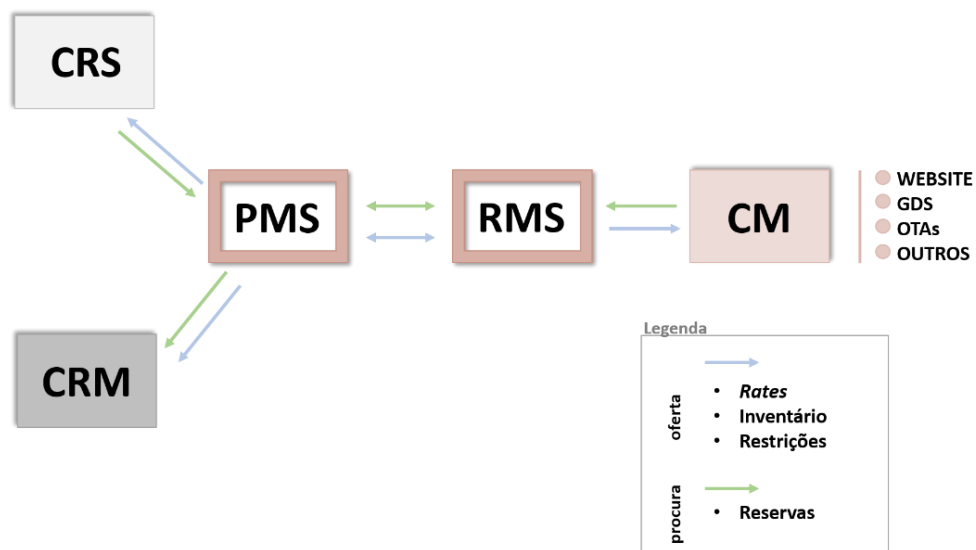 CRS
PMS
RMS
CM
WEBSITE
GDS
OTAs
OUTROS
CRM
Legenda
oferta
• Rates
• Inventário
• Restrições
procura
• Reservas